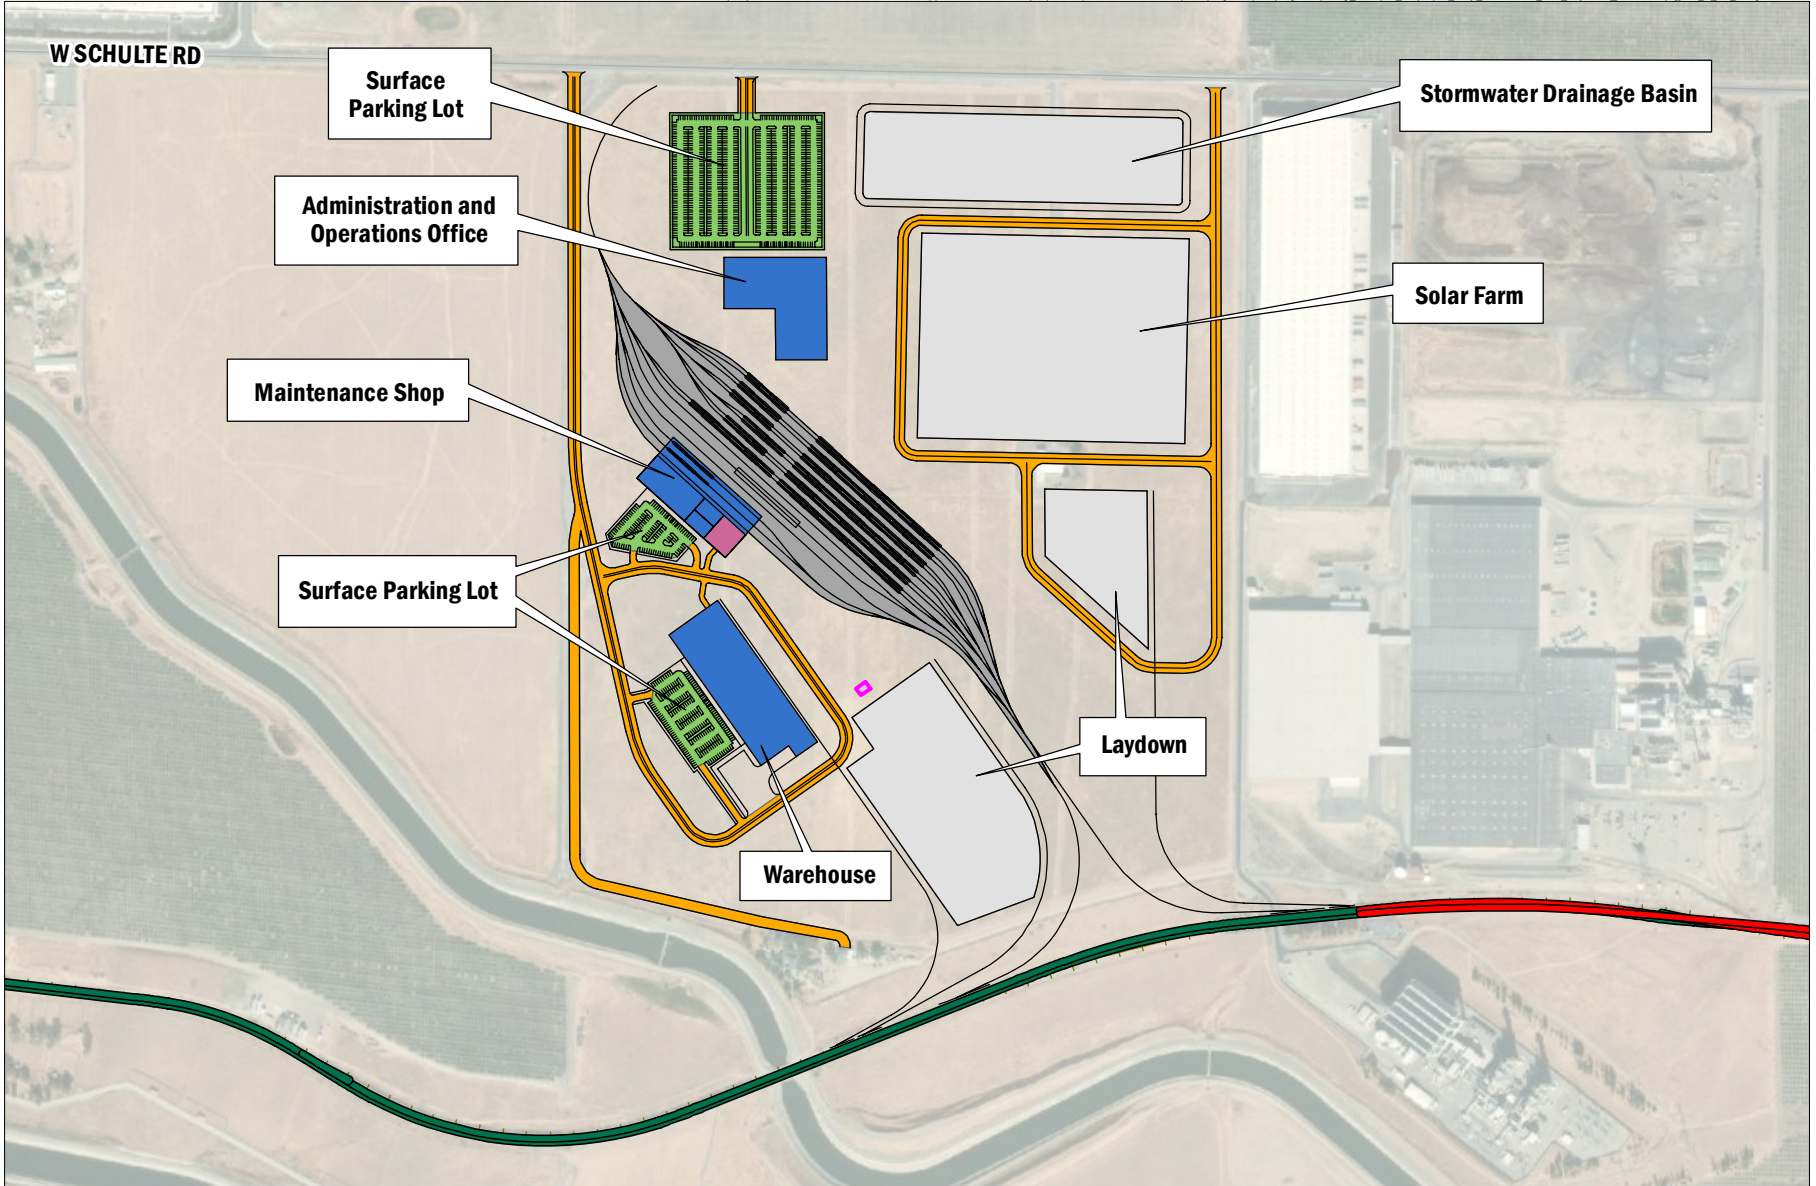 W SCHULTE RD
Surface
Parking Lot
Stormwater Drainage Basin
Administration and
Operations Office
Solar Farm
Maintenance Shop
Surface Parking Lot
Laydown
Warehouse